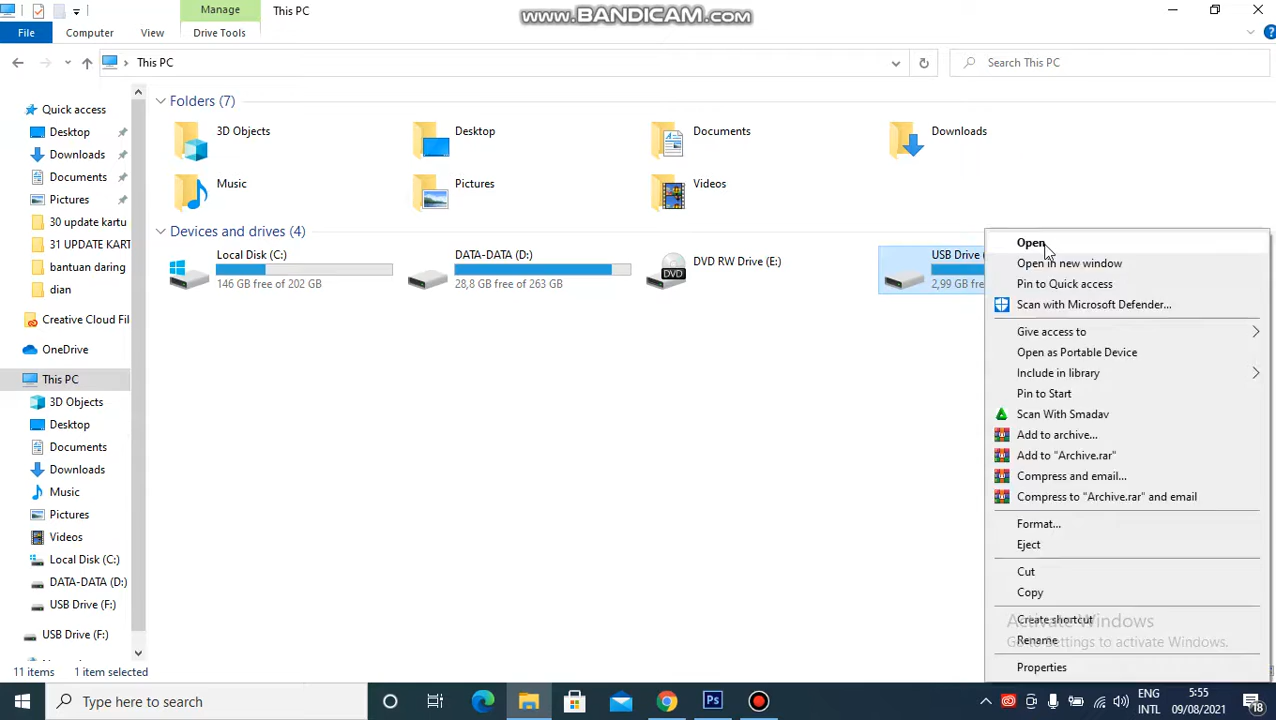 Manage
This PC
www.BANDICAM.com
File
Computer
View
Drive Tools
This PC
Search This PC
Quick access
Desktop
Downloads
Documents
Pictures
30 update kartu
31 UPDATE KART
bantuan daring
dian
Creative Cloud Fil
OneDrive
This PC
3D Objects
Desktop
Documents
Downloads
Music
Pictures
Videos
Local Disk (C:)
DATA-DATA (D:)
USB Drive (F:)
USB Drive (F:)
Folders (7)
3D Objects
Desktop
Documents
Downloads
Music
Pictures
Videos
Devices and drives (4)
Local Disk (C:)
146 GB free of 202 GB
DATA-DATA (D:)
28,8 GB free of 263 GB
DVD
DVD RW Drive (E:)
USB Drive (
2,99 GB free
Open
Open in new window
Pin to Quick access
Scan with Microsoft Defender...
Give access to
Open as Portable Device
Include in library
Pin to Start
Scan With Smadav
Add to archive...
Add to "Archive.rar"
Compress and email...
Compress to "Archive.rar" and email
Format...
Eject
Cut
Copy
Create shortcut
Rename
Properties
Activate Windows
Go to Settings to activate Windows.
11 items
1 item selected
Type here to search
Ps
ENG
INTL
5:55
09/08/2021
18